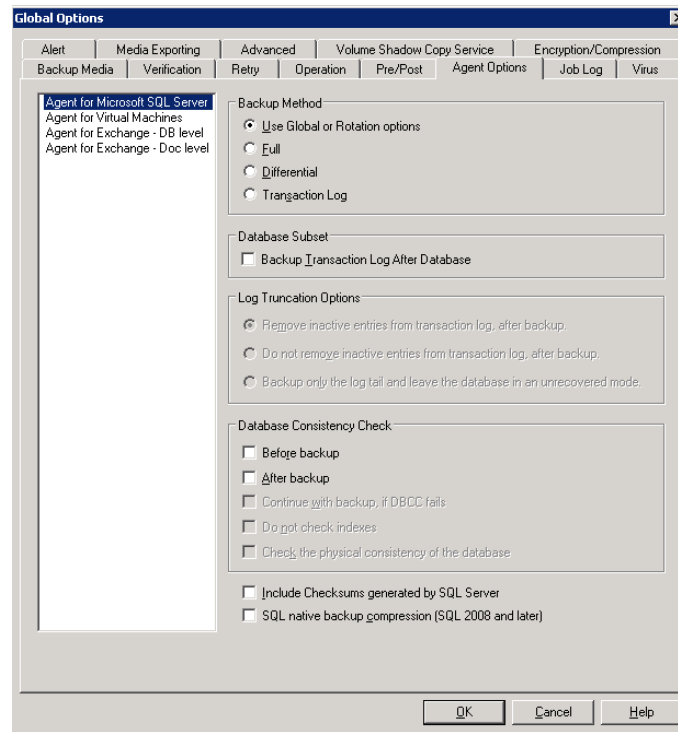 Global Options
Alert
Media Exporting
Advanced
Volume Shadow Copy Service
Encryption/Compression
Backup Media
Verification
Retry
Operation
Pre/Post
Agent Options
Job Log
Virus
Agent for Microsoft SQL Server
Agent for Virtual Machines
Agent for Exchange - DB level
Agent for Exchange - Doc level
Backup Method
Use Global or Rotation options
Full
Differential
Transaction Log
Database Subset
Backup Transaction Log After Database
Log Truncation Options
Remove inactive entries from transaction log, after backup.
Do not remove inactive entries from transaction log, after backup.
Backup only the log tail and leave the database in an unrecovered mode.
Database Consistency Check
Before backup
After backup
Continue with backup, if DBCC fails
Do not check indexes
Check the physical consistency of the database
Include Checksums generated by SQL Server
SQL native backup compression (SQL 2008 and later)
OK
Cancel
Help